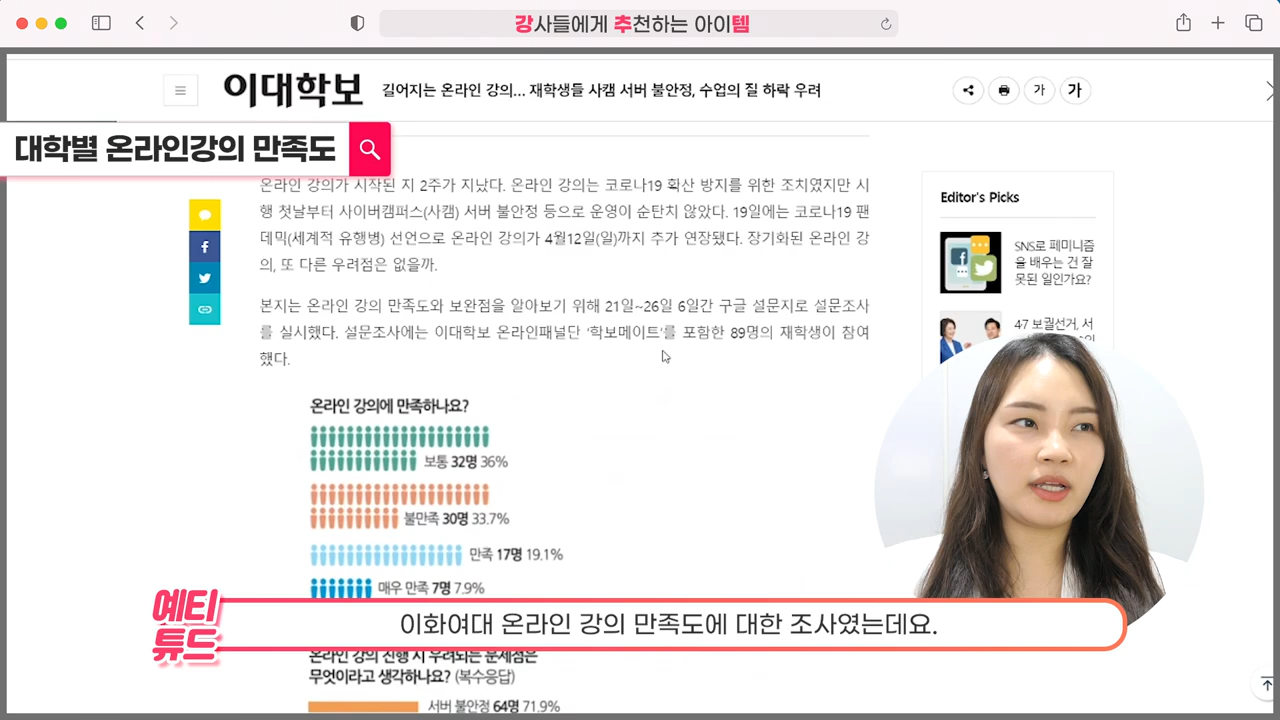 강사들에게 추천하는 아이템
이대학보
길어지는 온라인 강의... 재학생들 사캠 서버 불안정, 수업의 질 하락 우려
가
가
대학별 온라인강의 만족도
온라인 강의가 시작된 지 2주가 지났다. 온라인 강의는 코로나19 확산 방지를 위한 조치였지만 시
행 첫날부터 사이버캠퍼스(사캠) 서버 불안정 등으로 운영이 순탄치 않았다. 19일에는 코로나19 팬
데믹(세계적 유행병) 선언으로 온라인 강의가 4월12일(일)까지 추가 연장됐다. 장기화된 온라인 강
의, 또 다른 우려점은 없을까.
본지는 온라인 강의 만족도와 보완점을 알아보기 위해 21일~26일 6일간 구글 설문지로 설문조사
를 실시했다. 설문조사에는 이대학보 온라인패널단 '학보메이트'를 포함한 89명의 재학생이 참여
했다.
Editor's Picks
SNS로 페미니즘
을 배우는 건 잘
못된 일인가요?
47 보궐선거, 서
온라인 강의에 만족하나요?
보통 32명 36%
불만족 30명 33.7%
만족 17명 19.1%
매우 만족 7명 7.9%
예티
튜드
이화여대 온라인 강의 만족도에 대한 조사였는데요.
온라인 강의 진행 시 우려되는 문제점은
무엇이라고 생각하나요? (복수응답)
서버 불안정 64명 71.9%